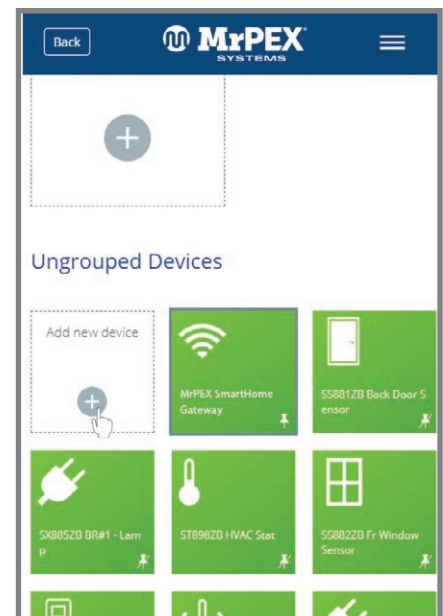 Back
MrPEX
SYSTEMS
Ungrouped Devices
Add new device
MrPEX SmartHome
Gateway
SS881ZB Back Door S
ensor
SX885ZB BR#1 - Lam
p
ST898ZB HVAC Stat
SS882ZB Fr Window
Sensor